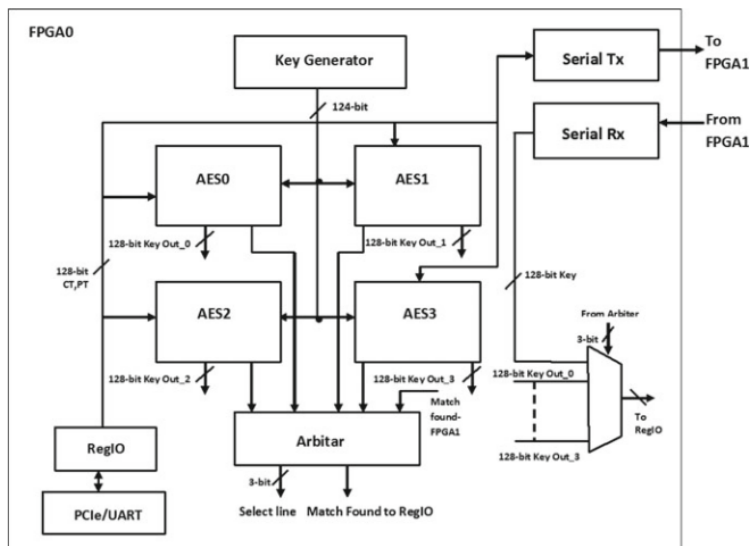 FPGA0
Key Generator
124-bit
Serial Tx
To
FPGA1
Serial Rx
From
FPGA1
AES0
AES1
128-bit Key Out_0
128-bit Key Out_1
128-bit
CT,PT
128-bit Key
AES2
AES3
From Arbiter
3-bit
128-bit Key Out_2
128-bit Key Out_3
128-bit Key Out_0
Match
found-
FPGA1
To
RegIO
RegIO
Arbitar
128-bit Key Out_3
3-bit
PCIe/UART
Select line
Match Found to RegIO